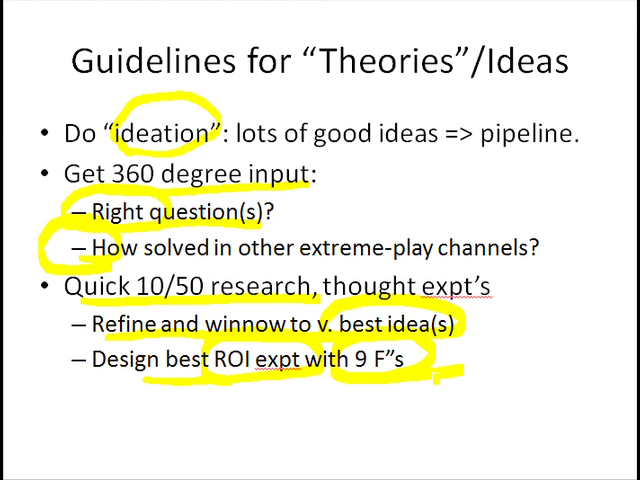 Guidelines for “Theories”/Ideas
• Do “ideation”: lots of good ideas => pipeline.
• Get 360 degree input:
– Right question(s)?
– How solved in other extreme-play channels?
• Quick 10/50 research, thought expt’s
– Refine and winnow to v. best idea(s)
– Design best ROI expt with 9 F”s